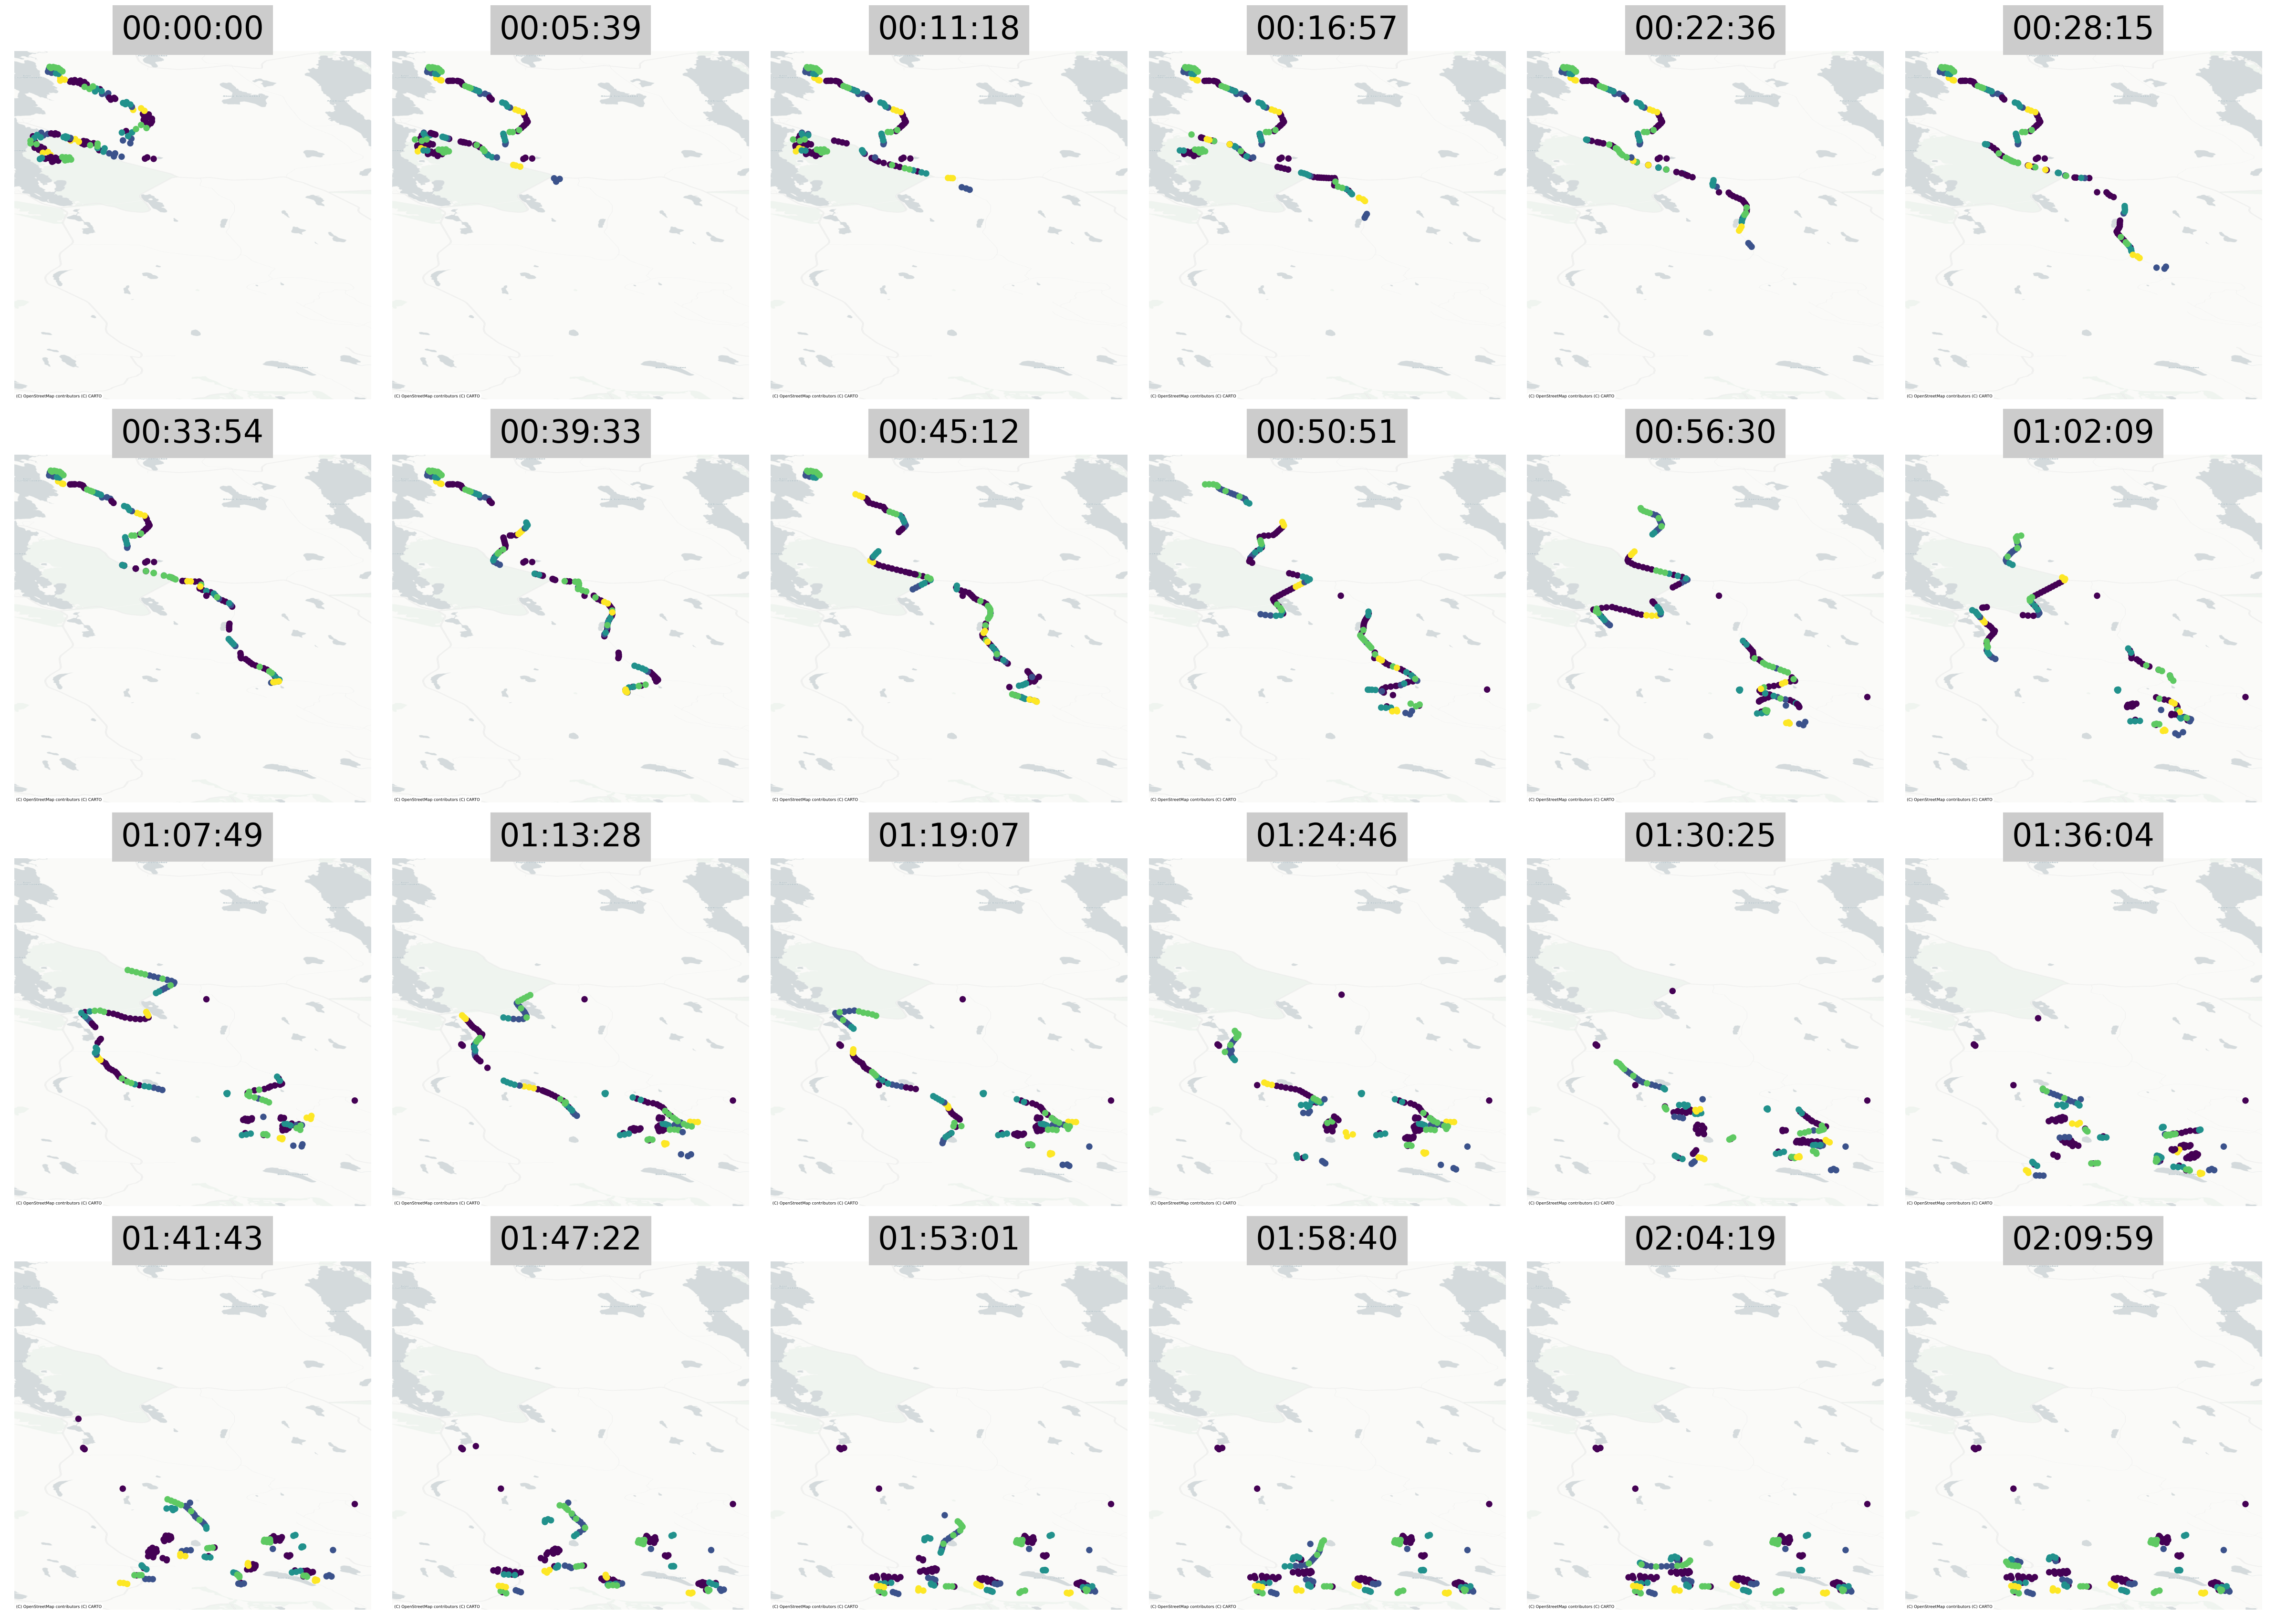 00:00:00
00:05:39
00:11:18
00:16:57
00:22:36
00:28:15
(C) OpenStreetMap contributors (C) CARTO
(C) OpenStreetMap contributors (C) CARTO
(C) OpenStreetMap contributors (C) CARTO
(C) OpenStreetMap contributors (C) CARTO
(C) OpenStreetMap contributors (C) CARTO
(C) OpenStreetMap contributors (C) CARTO
00:33:54
00:39:33
00:45:12
00:50:51
00:56:30
01:02:09
(C) OpenStreetMap contributors (C) CARTO
(C) OpenStreetMap contributors (C) CARTO
(C) OpenStreetMap contributors (C) CARTO
(C) OpenStreetMap contributors (C) CARTO
(C) OpenStreetMap contributors (C) CARTO
(C) OpenStreetMap contributors (C) CARTO
01:07:49
01:13:28
01:19:07
01:24:46
01:30:25
01:36:04
(C) OpenStreetMap contributors (C) CARTO
(C) OpenStreetMap contributors (C) CARTO
(C) OpenStreetMap contributors (C) CARTO
(C) OpenStreetMap contributors (C) CARTO
(C) OpenStreetMap contributors (C) CARTO
(C) OpenStreetMap contributors (C) CARTO
01:41:43
01:47:22
01:53:01
01:58:40
02:04:19
02:09:59
(C) OpenStreetMap contributors (C) CARTO
(C) OpenStreetMap contributors (C) CARTO
(C) OpenStreetMap contributors (C) CARTO
(C) OpenStreetMap contributors (C) CARTO
(C) OpenStreetMap contributors (C) CARTO
(C) OpenStreetMap contributors (C) CARTO